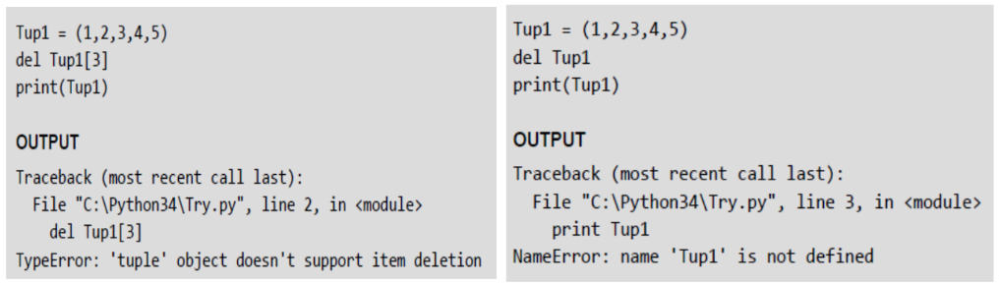 Tup1 = (1,2,3,4,5)
del Tup1[3]
print(Tup1)
OUTPUT
Traceback (most recent call last):
File "C:\Python34\Try.py", line 2, in <module>
del Tup1[3]
TypeError: 'tuple' object doesn't support item deletion
Tup1 = (1,2,3,4,5)
del Tup1
print(Tup1)
OUTPUT
Traceback (most recent call last):
File "C:\Python34\Try.py", line 3, in <module>
print Tup1
NameError: name 'Tup1' is not defined